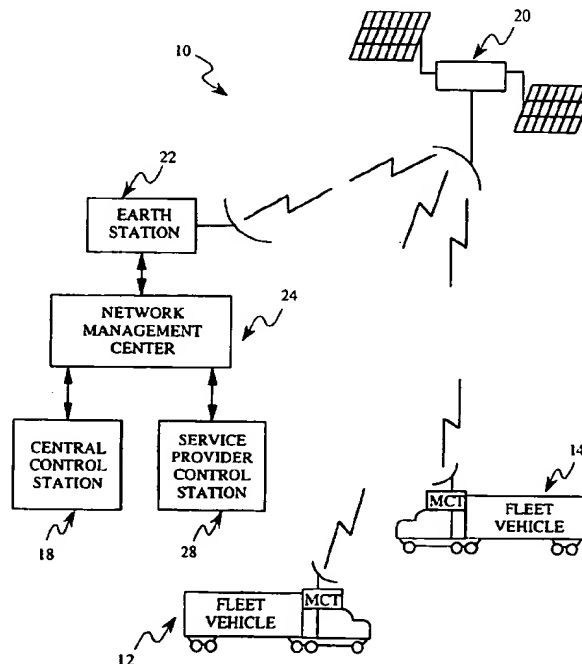 20
10
22
EARTH
STATION
24
NETWORK
MANAGEMENT
CENTER
CENTRAL
CONTROL
STATION
SERVICE
PROVIDER
CONTROL
STATION
18
28
14
MCT
FLEET
VEHICLE
FLEET
VEHICLE
MCT
12